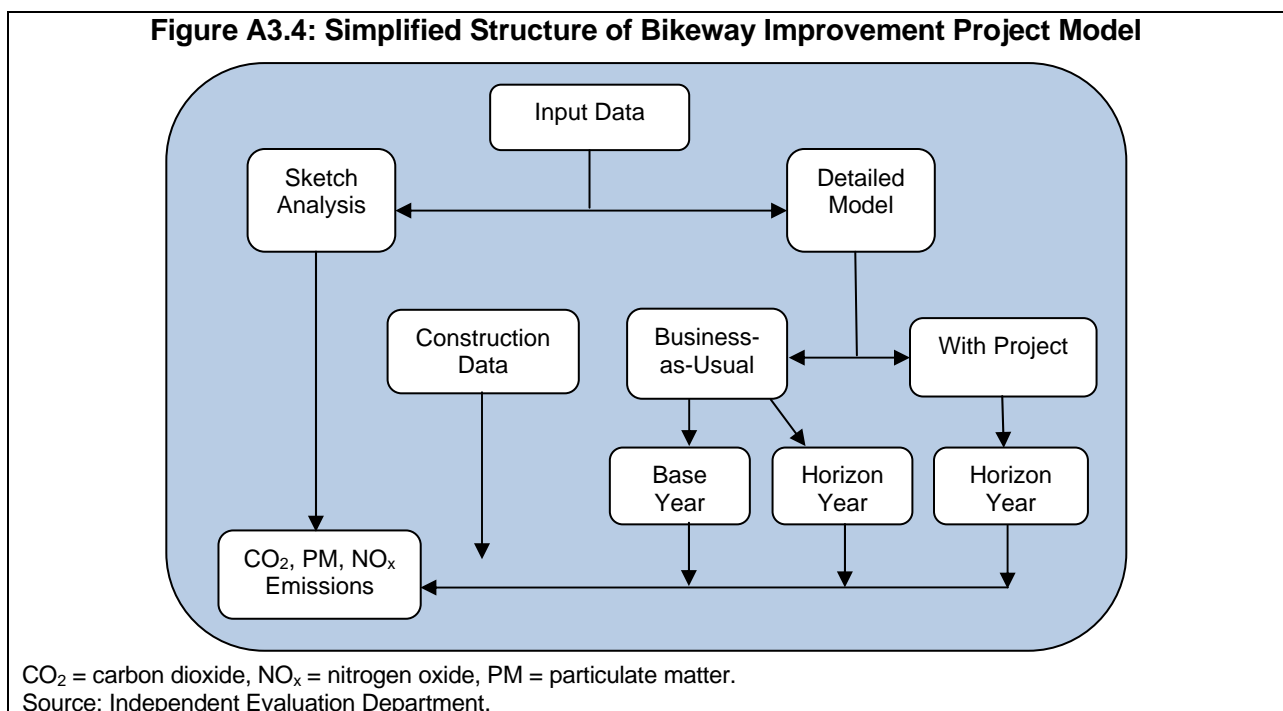 Figure A3.4: Simplified Structure of Bikeway Improvement Project Model
Input Data
Sketch
Analysis
Detailed
Model
Construction
Data
Business-
as-Usual
With Project
Base
Year
Horizon
Year
Horizon
Year
CO₂, PM, NOₓ
Emissions
CO₂ = carbon dioxide, NOₓ = nitrogen oxide, PM = particulate matter.
Source: Independent Evaluation Department.